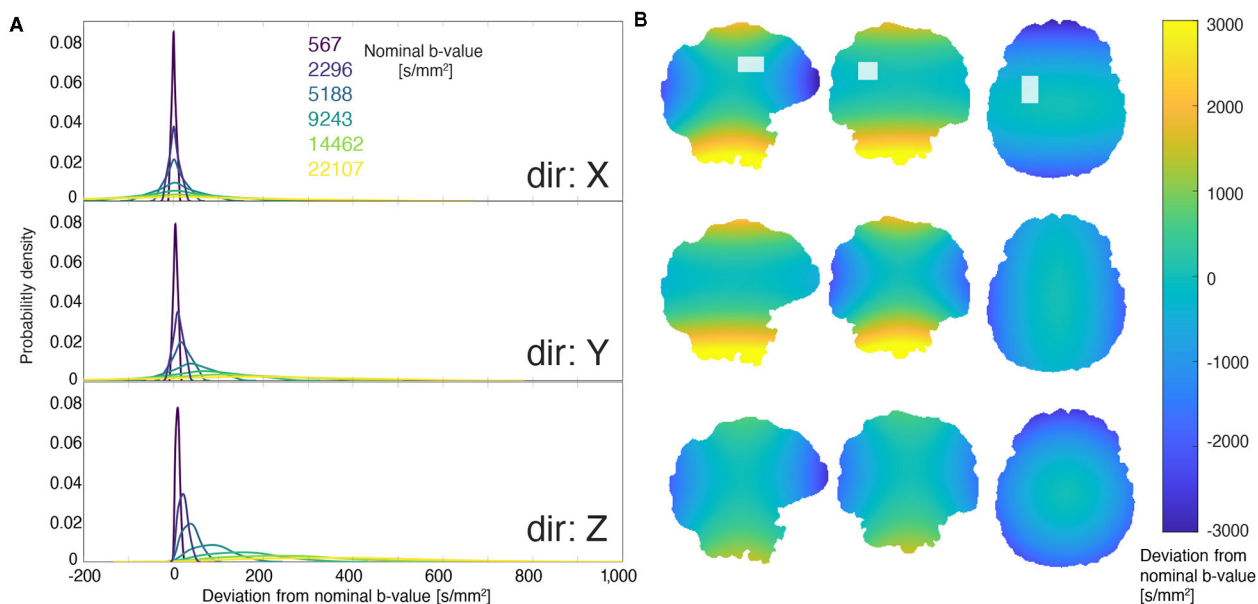 A
0.08
0.06
0.04
0.02
0
567
2296
5188
9243
14462
22107
Nominal b-value
[s/mm²]
dir: X
0.08
0.06
0.04
0.02
0
dir: Y
Probabilitly density
0.08
0.06
0.04
0.02
0
dir: Z
-200
0
200
400
600
800
1,000
Deviation from nominal b-value [s/mm²]
B
3000
2000
1000
0
-1000
-2000
-3000
Deviation from
nominal b-value
[s/mm²]